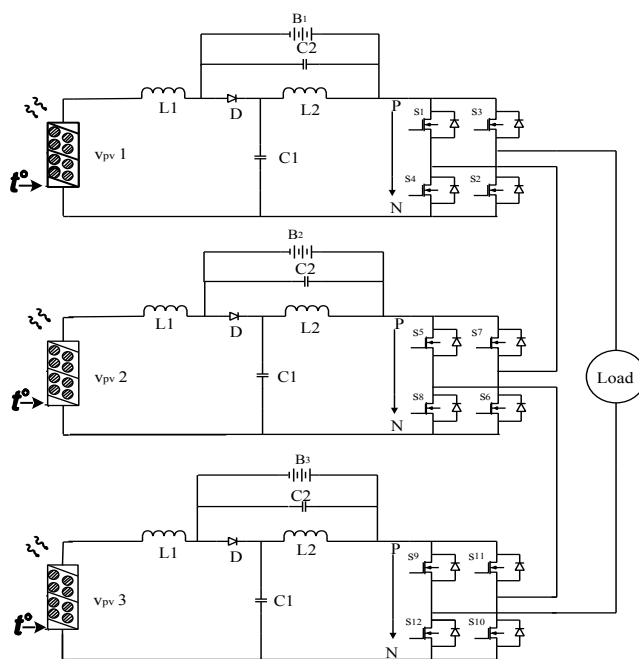 B1
C2
L1
D
L2
P
S1
S3
vpv 1
C1
t°
S4
S2
N
B2
C2
L1
D
L2
P
S5
S7
vpv 2
C1
Load
t°
S8
S6
N
B3
C2
L1
D
L2
P
S9
S11
vpv 3
C1
t°
S12
S10
N